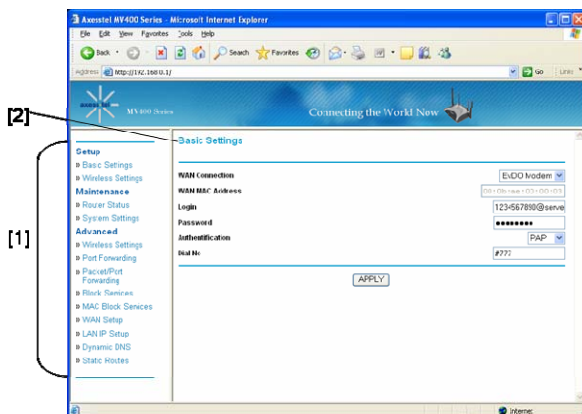 Axesstel MV400 Series - Microsoft Internet Explorer
File Edit View Favorites Tools Help
Back Search Favorites
Address http://192.168.0.1/ Go Links
axesstel MV400 Series Connecting the World Now
[2]
Basic Settings
[1]
Setup
Basic Settings
Wireless Settings
Maintenance
Router Status
System Settings
Advanced
Wireless Settings
Port Forwarding
Packet/Port
Forwarding
Block Services
MAC Block Services
WAN Setup
LAN IP Setup
Dynamic DNS
Static Routes
WAN Connection EVDO Modem
WAN MAC Address
Login 1234567890@serve
Password ••••••••
Authentification PAP
Dial No #777
APPLY
Internet